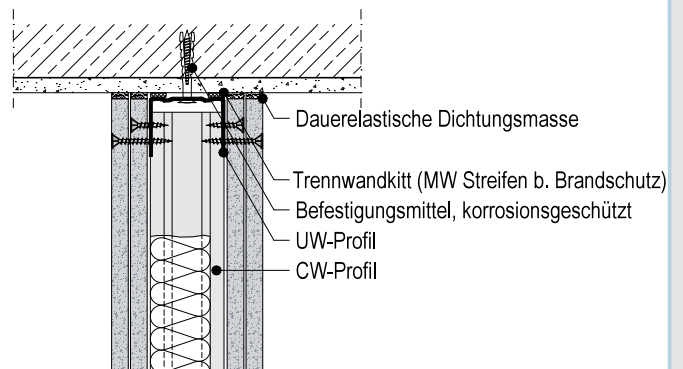 Dauerelastische Dichtungsmasse
Trennwandkitt (MW Streifen b. Brandschutz)
Befestigungsmittel, korrosionsgeschützt
UW-Profil
CW-Profil